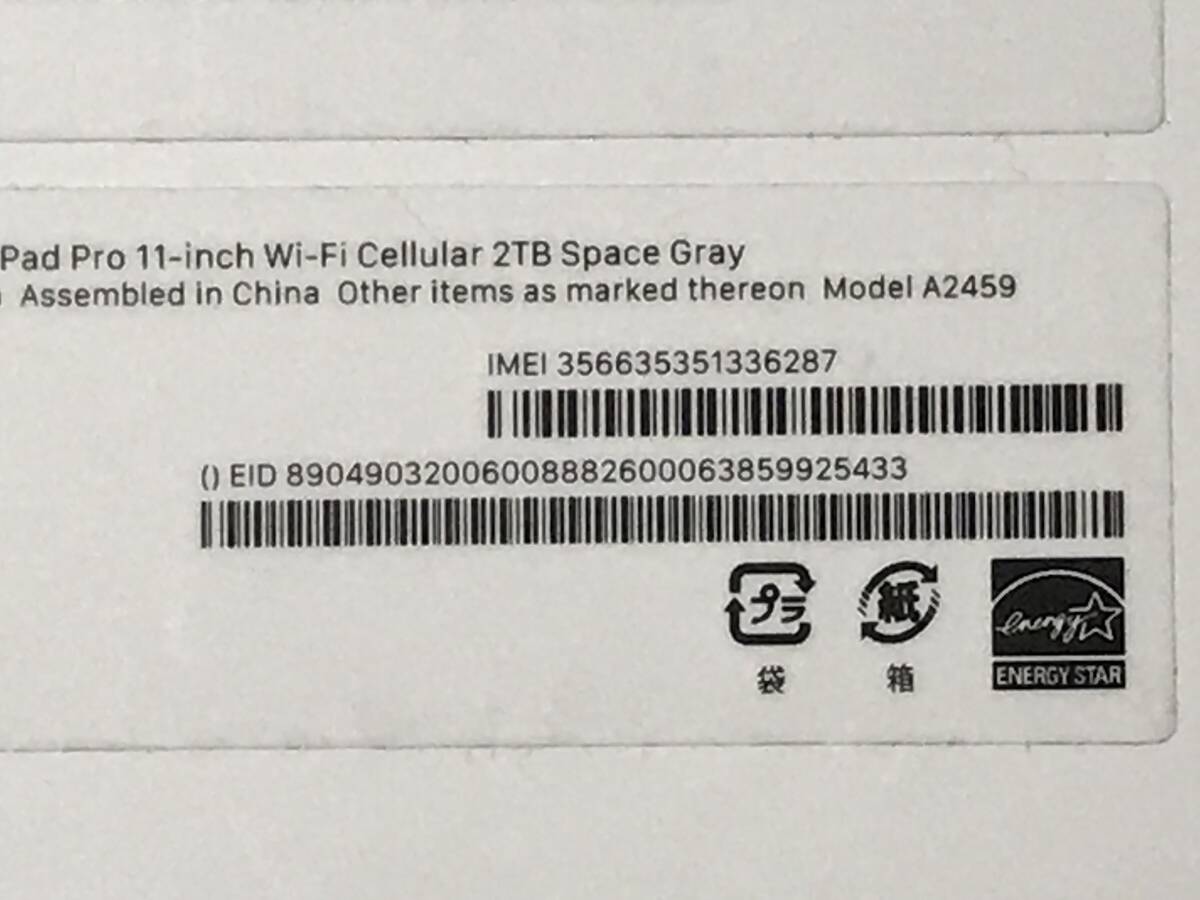 Pad Pro 11-inch Wi-Fi Cellular 2TB Space Gray
Assembled in China Other items as marked thereon Model A2459
IMEI 356635351336287
() EID 89049032006008882600063859925433
プラ
紙
energy
袋
箱
ENERGY STAR